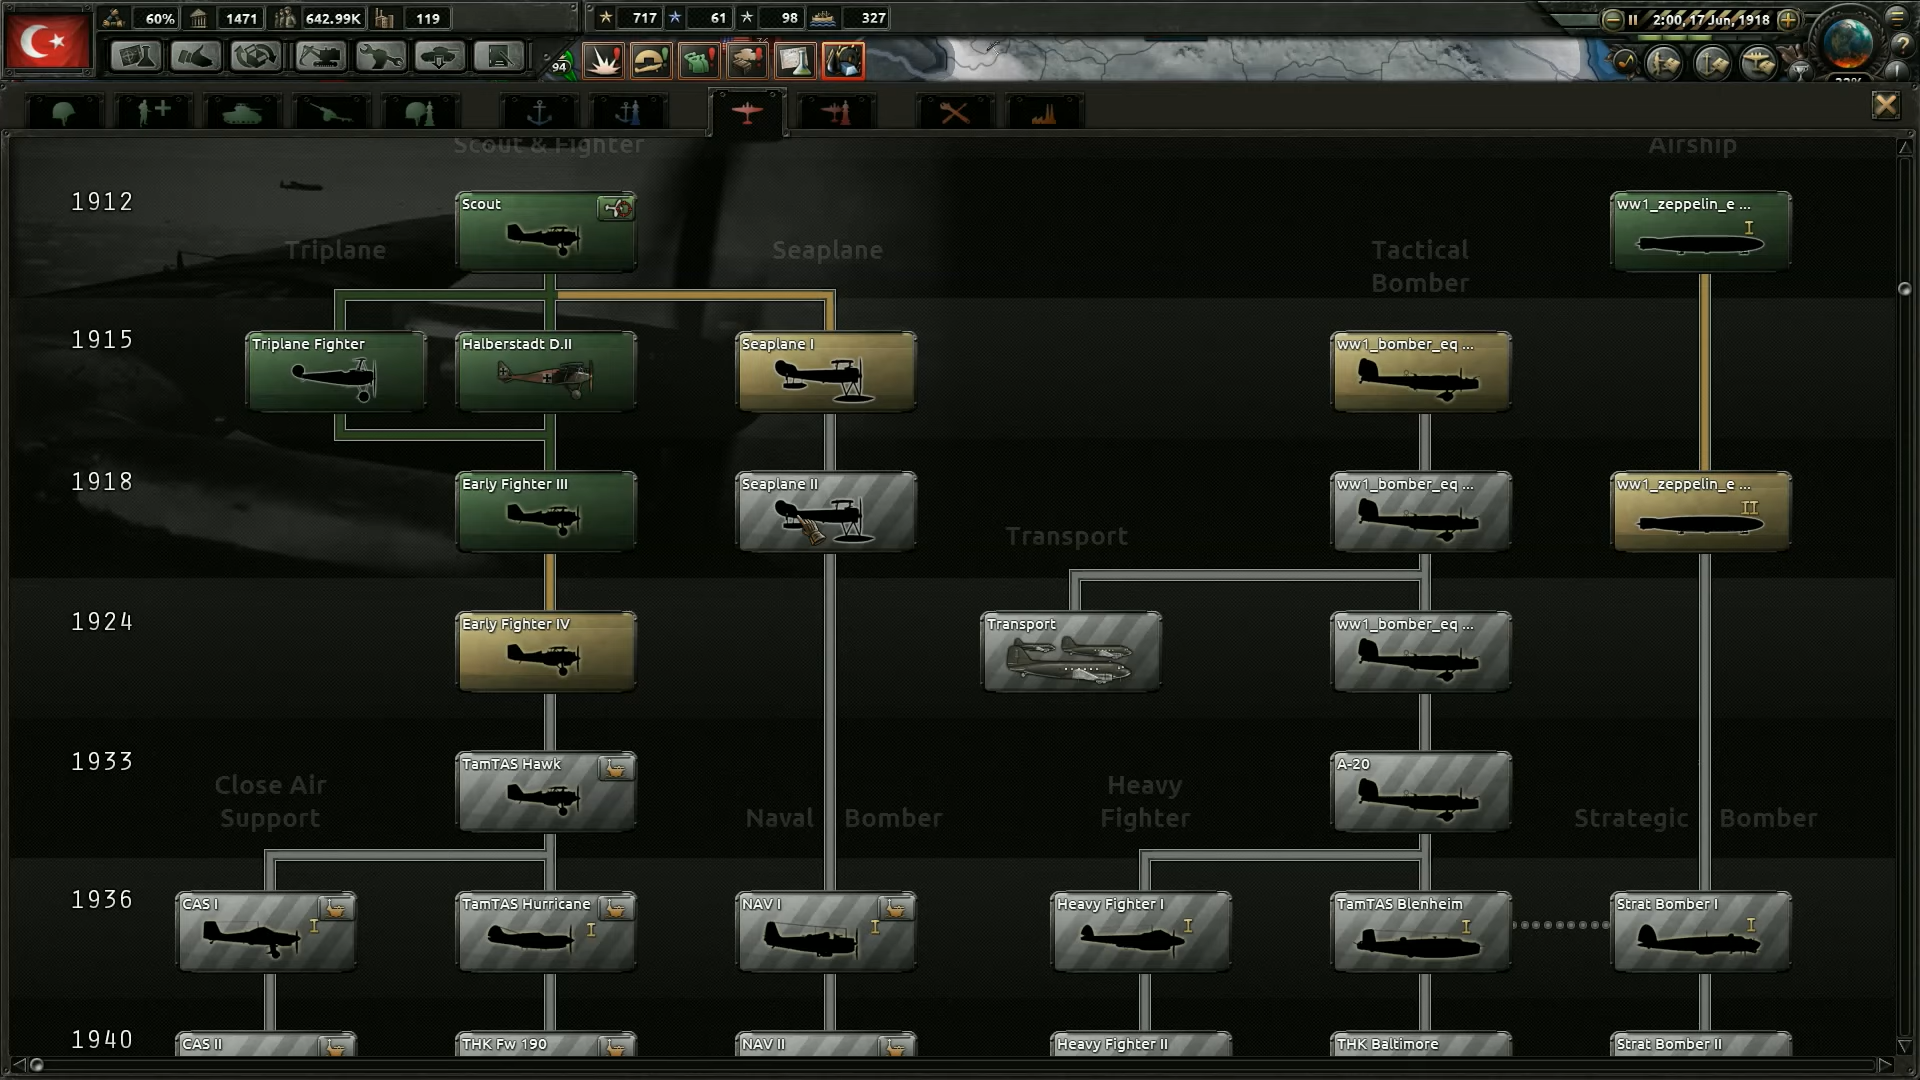 60%
1471
642.99K
119
717
61
98
327
2:00, 17 Jun, 1918
94
Scout & Fighter
Airship
1912
Scout
ww1_zeppelin_e ...
I
Triplane
Seaplane
Tactical
Bomber
1915
Triplane Fighter
Halberstadt D.II
Seaplane I
ww1_bomber_eq ...
1918
Early Fighter III
Seaplane II
ww1_bomber_eq ...
ww1_zeppelin_e ...
II
Transport
1924
Early Fighter IV
Transport
ww1_bomber_eq ...
1933
TamTAS Hawk
A-20
Close Air
Support
Naval Bomber
Heavy
Fighter
Strategic Bomber
1936
CAS I
I
TamTAS Hurricane
I
NAV I
I
Heavy Fighter I
I
TamTAS Blenheim
I
Strat Bomber I
I
1940
CAS II
THK Fw 190
NAV II
Heavy Fighter II
THK Baltimore
Strat Bomber II